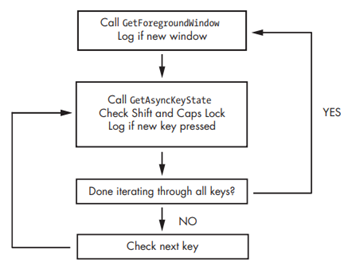 Call GetForegroundWindow
Log if new window
Call GetAsyncKeyState
Check Shift and Caps Lock
Log if new key pressed
YES
Done iterating through all keys?
NO
Check next key